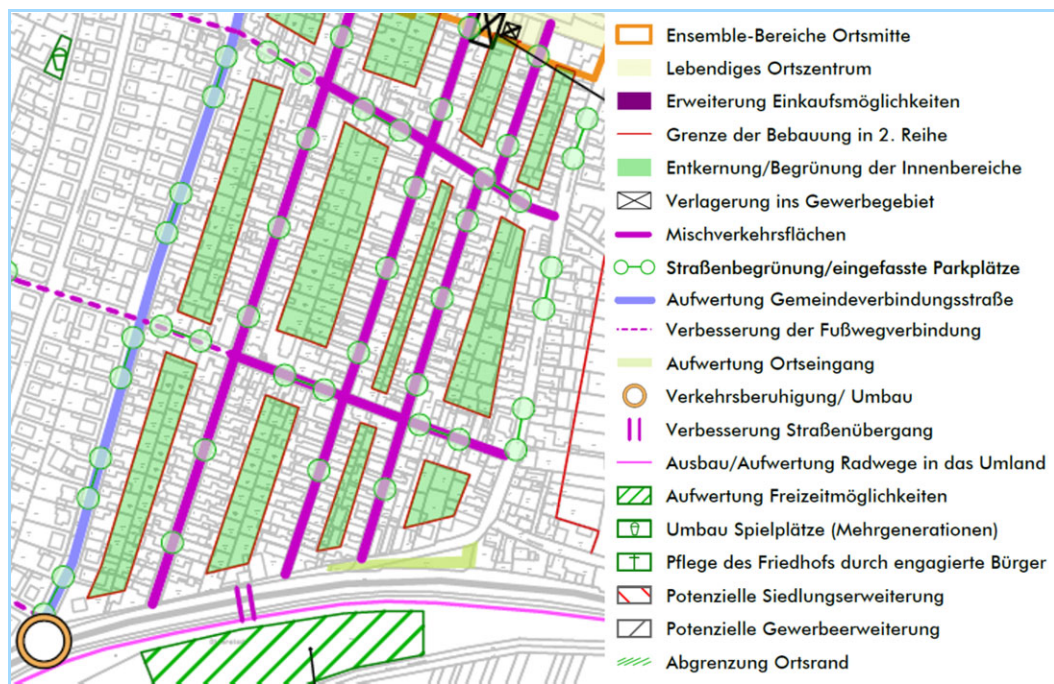 Ensemble-Bereiche Ortsmitte
Lebendiges Ortszentrum
Erweiterung Einkaufsmöglichkeiten
Grenze der Bebauung in 2. Reihe
Entkernung/Begrünung der Innenbereiche
Verlagerung ins Gewerbegebiet
Mischverkehrsflächen
Straßenbegrünung/eingefasste Parkplätze
Aufwertung Gemeindeverbindungsstraße
Verbesserung der Fußwegverbindung
Aufwertung Ortseingang
Verkehrsberuhigung/ Umbau
Verbesserung Straßenübergang
Ausbau/Aufwertung Radwege in das Umland
Aufwertung Freizeitmöglichkeiten
Umbau Spielplätze (Mehrgenerationen)
Pflege des Friedhofs durch engagierte Bürger
Potenzielle Siedlungserweiterung
Potenzielle Gewerbeerweiterung
Abgrenzung Ortsrand